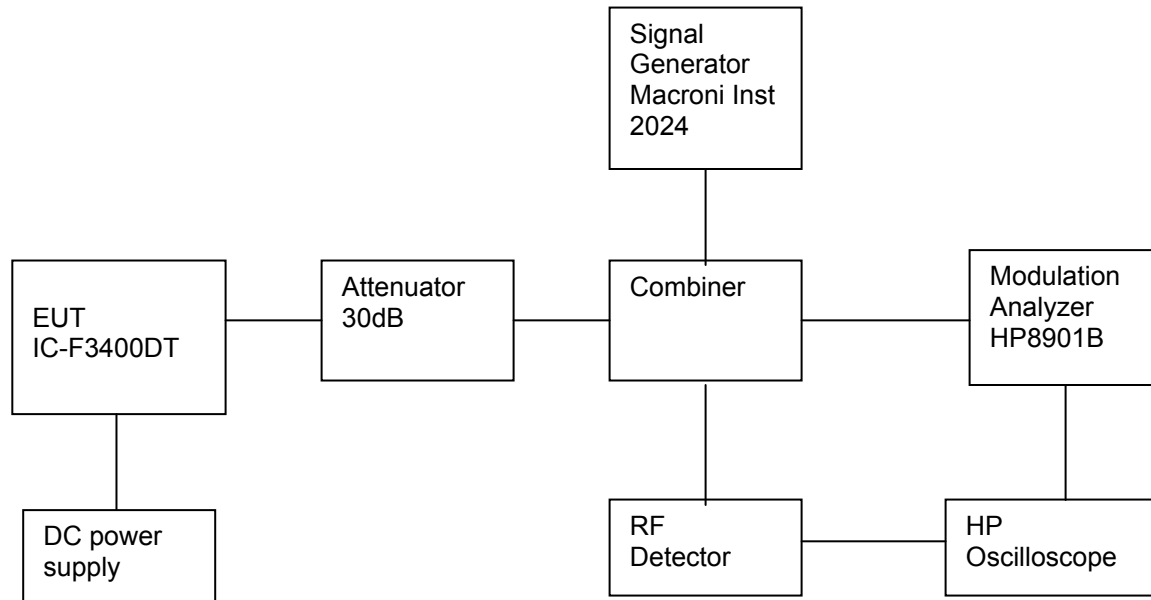 Signal
Generator
Macroni Inst
2024
EUT
IC-F3400DT
Attenuator
30dB
Combiner
Modulation
Analyzer
HP8901B
DC power
supply
RF
Detector
HP
Oscilloscope